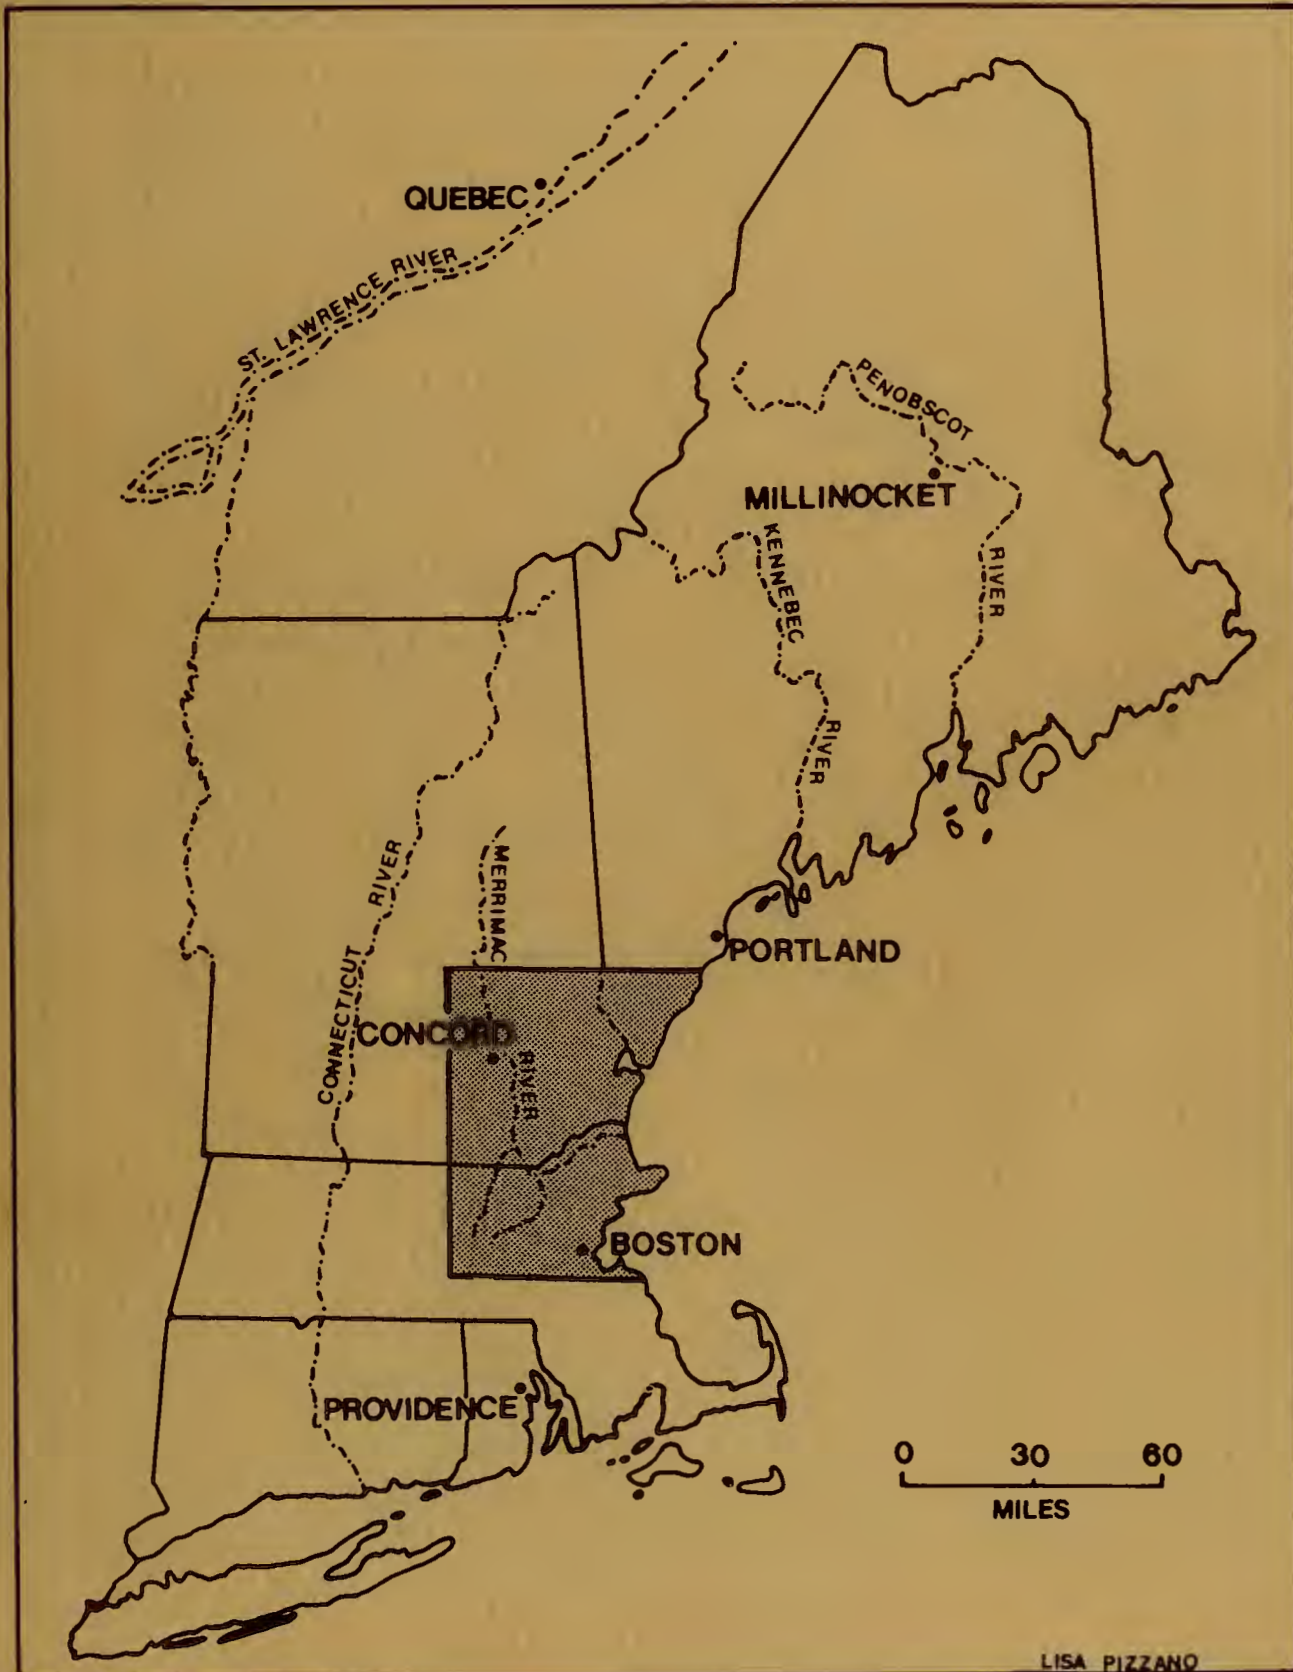 QUEBEC
ST. LAWRENCE RIVER
PENOBSCOT
MILLINOCKET
KENNEBEC
RIVER
RIVER
RIVER
MERRIMAC
PORTLAND
CONNECTICUT
CONCORD
RIVER
BOSTON
PROVIDENCE
0 30 60
MILES
LISA PIZZANO